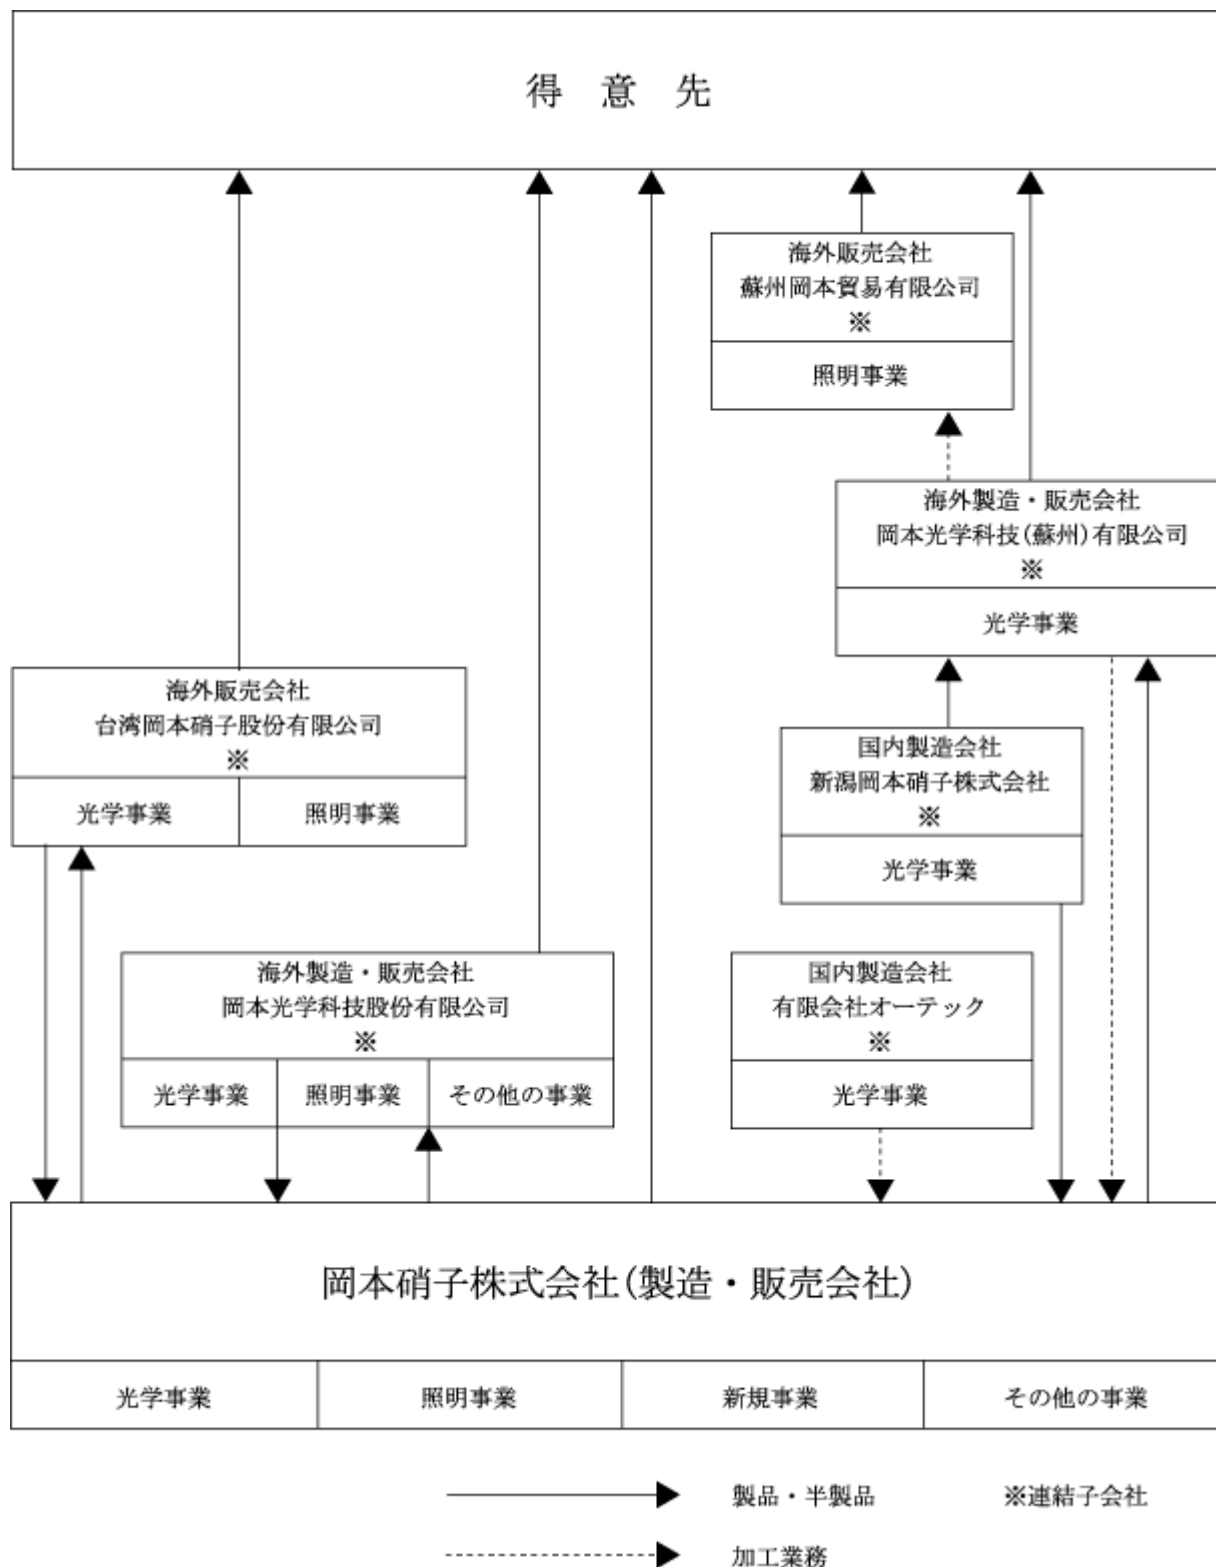 得 意 先
海外販売会社
蘇州岡本貿易有限公司
※
照明事業
海外製造・販売会社
岡本光学科技(蘇州)有限公司
※
光学事業
海外販売会社
台湾岡本硝子股份有限公司
※
光学事業 照明事業
国内製造会社
新潟岡本硝子株式会社
※
光学事業
海外製造・販売会社
岡本光学科技股份有限公司
※
光学事業 照明事業 その他の事業
国内製造会社
有限会社オーテック
※
光学事業
岡本硝子株式会社(製造・販売会社)
光学事業 照明事業 新規事業 その他の事業
製品・半製品 ※連結子会社
加工業務